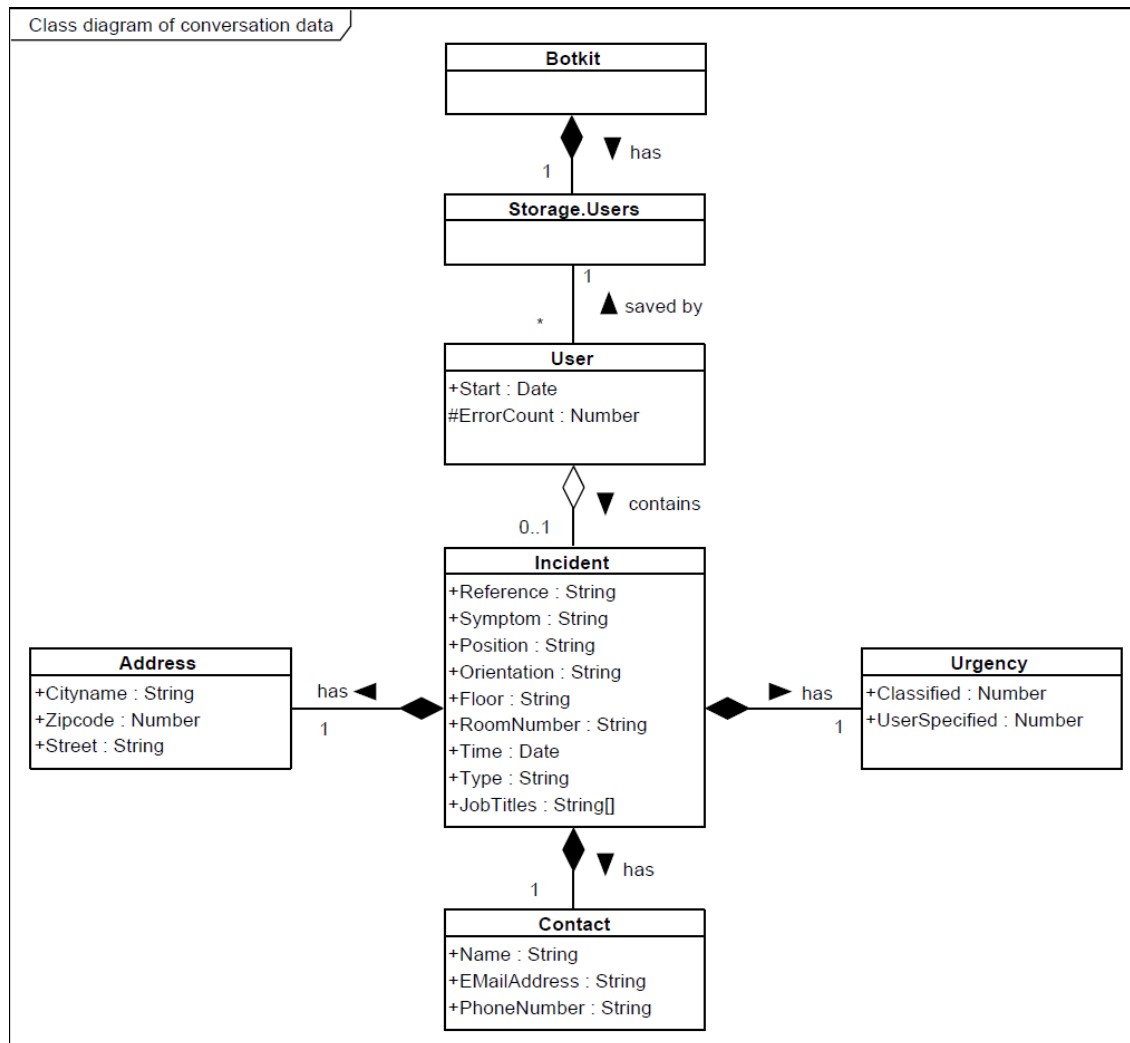 Class diagram of conversation data
Botkit
has
1
Storage.Users
1
saved by
*
User
+Start : Date
#ErrorCount : Number
contains
0..1
Incident
+Reference : String
+Symptom : String
+Position : String
+Orientation : String
+Floor : String
+RoomNumber : String
+Time : Date
+Type : String
+JobTitles : String[]
Address
+Cityname : String
+Zipcode : Number
+Street : String
has
1
has
1
Urgency
+Classified : Number
+UserSpecified : Number
has
1
Contact
+Name : String
+EMailAddress : String
+PhoneNumber : String